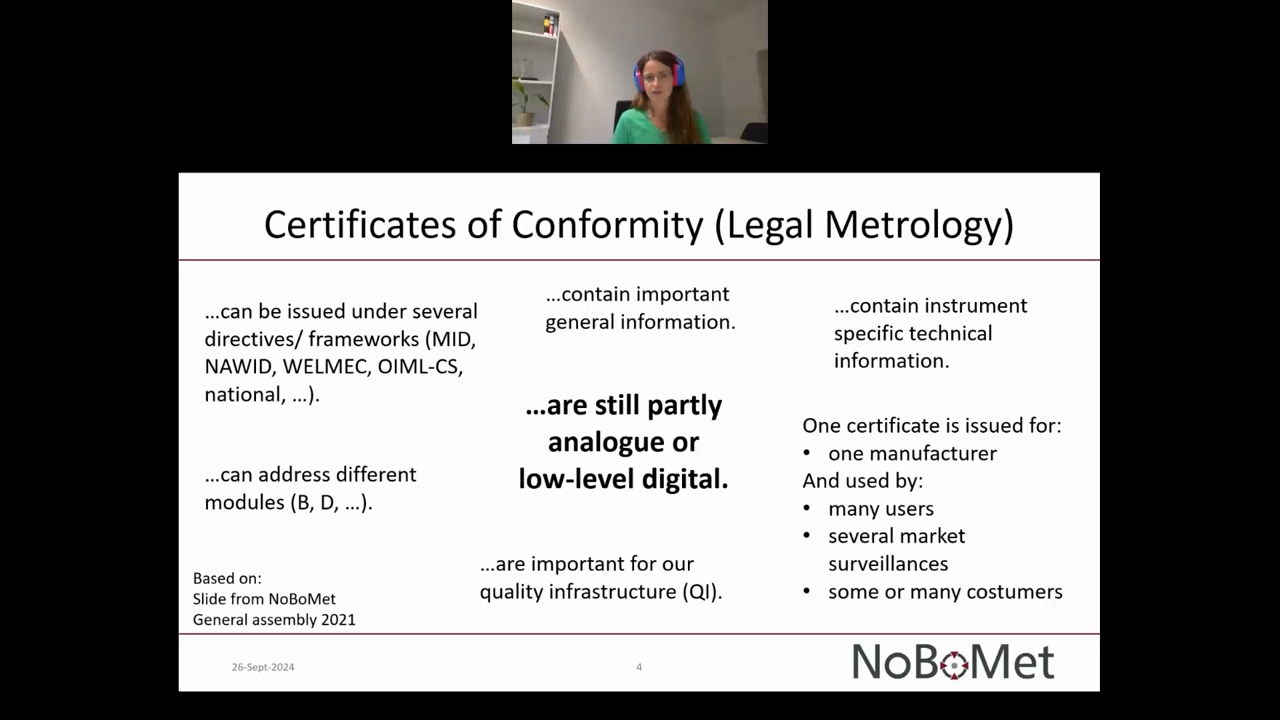 Certificates of Conformity (Legal Metrology)
...can be issued under several
directives/ frameworks (MID,
NAWID, WELMEC, OIML-CS,
national, ...).
...can address different
modules (B, D, ...).
Based on:
Slide from NoBoMet
General assembly 2021
...contain important
general information.
...are still partly
analogue or
low-level digital.
...are important for our
quality infrastructure (QI).
...contain instrument
specific technical
information.
One certificate is issued for:
• one manufacturer
And used by:
• many users
• several market
surveillances
• some or many costumers
26-Sept-2024
4
NoBoMet